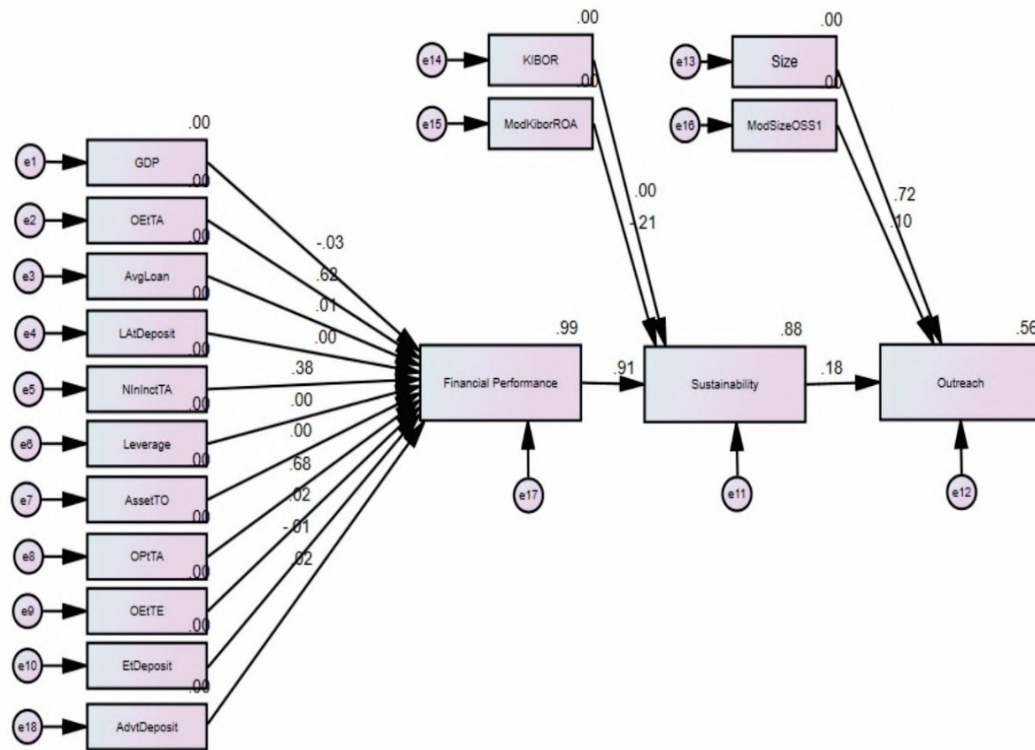 .00
.00
e14
KIBOR
e13
Size
.00
.00
e15
ModKiborROA
e16
ModSizeOSS1
.00
e1
GDP
.00
e2
OEtTA
.00
e3
AvgLoan
.00
e4
LAtDeposit
.00
e5
NInInctTA
.00
e6
Leverage
.00
e7
AssetTO
.00
e8
OPtTA
.00
e9
OEtTE
.00
e10
EtDeposit
.00
e18
AdvtDeposit
-.03
.62
.01
.00
.38
.00
.00
.68
.02
-.01
.02
.00
-.21
.72
.10
.99
Financial Performance
.91
.88
Sustainability
.18
.56
Outreach
e17
e11
e12